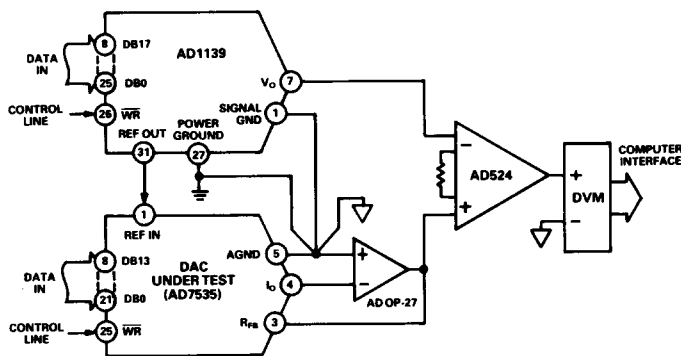 8 DB17
DATA IN
25 DB0
CONTROL LINE
26 WR
AD1139
VO 7
SIGNAL GND 1
REF OUT
31
POWER GROUND
27
1
REF IN
8 DB13
DATA IN
21 DB0
CONTROL LINE
25 WR
DAC
UNDER TEST
(AD7535)
AGND 5
IO 4
RFB 3
+
-
AD OP-27
-
+
AD524
+
-
DVM
COMPUTER
INTERFACE